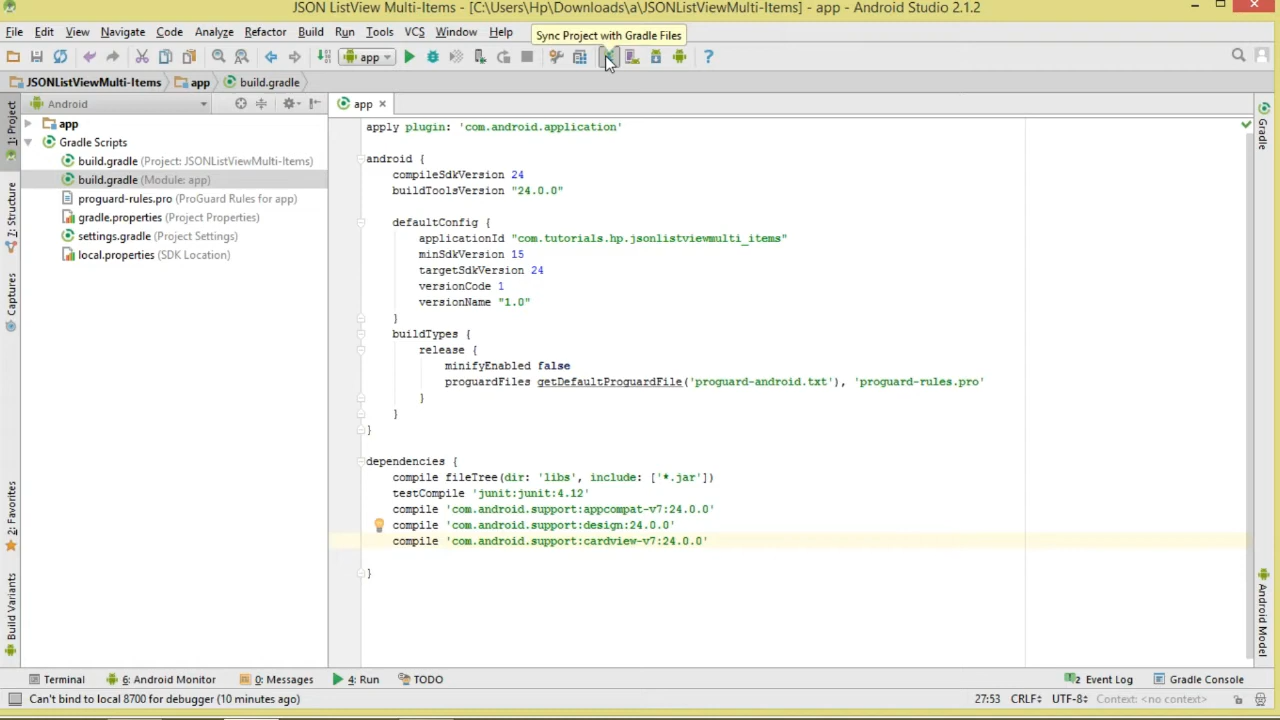 JSON ListView Multi-Items - [C:\Users\Hp\Downloads\a\JSONListViewMulti-Items] - app - Android Studio 2.1.2
File Edit View Navigate Code Analyze Refactor Build Run Tools VCS Window Help
Sync Project with Gradle Files
app
JSONListViewMulti-Items app build.gradle
1: Project
Z: Structure
Captures
2: Favorites
Build Variants
Android
app
Gradle Scripts
build.gradle (Project: JSONListViewMulti-Items)
build.gradle (Module: app)
proguard-rules.pro (ProGuard Rules for app)
gradle.properties (Project Properties)
settings.gradle (Project Settings)
local.properties (SDK Location)
app
apply plugin: 'com.android.application'
android {
compileSdkVersion 24
buildToolsVersion "24.0.0"
defaultConfig {
applicationId "com.tutorials.hp.jsonlistviewmulti_items"
minSdkVersion 15
targetSdkVersion 24
versionCode 1
versionName "1.0"
}
buildTypes {
release {
minifyEnabled false
proguardFiles getDefaultProguardFile('proguard-android.txt'), 'proguard-rules.pro'
}
}
}
dependencies {
compile fileTree(dir: 'libs', include: ['*.jar'])
testCompile 'junit:junit:4.12'
compile 'com.android.support:appcompat-v7:24.0.0'
compile 'com.android.support:design:24.0.0'
compile 'com.android.support:cardview-v7:24.0.0'
}
Gradle
Android Model
Terminal 6: Android Monitor 0: Messages 4: Run TODO 2 Event Log Gradle Console
Can't bind to local 8700 for debugger (10 minutes ago) 27:53 CRLF UTF-8 Context: <no context>